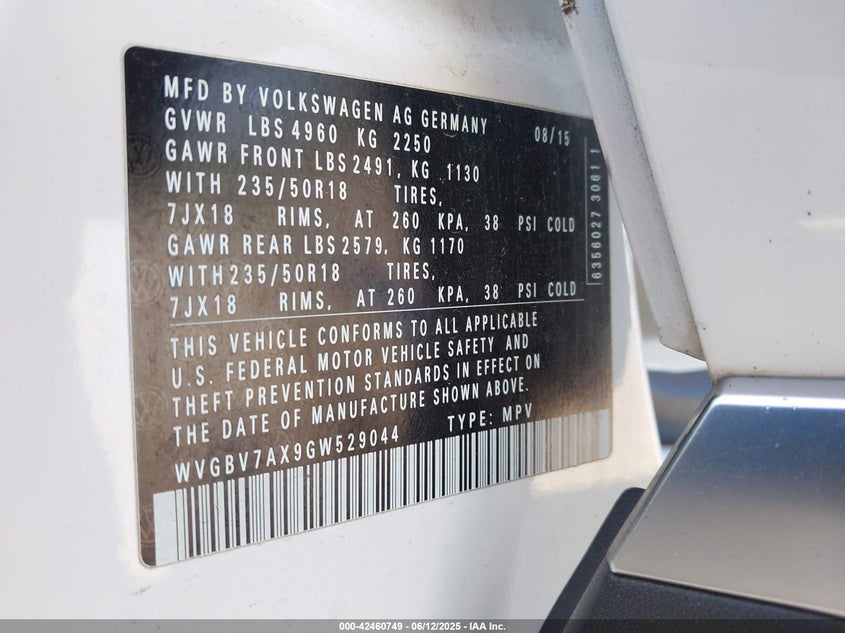 MFD BY VOLKSWAGEN AG GERMANY
GVWR LBS 4960 KG 2250 08/15
GAWR FRONT LBS 2491, KG 1130
WITH 235/50R18 TIRES,
7JX18 RIMS, AT 260 KPA, 38 PSI COLD
GAWR REAR LBS 2579, KG 1170
WITH 235/50R18 TIRES,
7JX18 RIMS, AT 260 KPA, 38 PSI COLD
THIS VEHICLE CONFORMS TO ALL APPLICABLE
U.S. FEDERAL MOTOR VEHICLE SAFETY AND
THEFT PREVENTION STANDARDS IN EFFECT ON
THE DATE OF MANUFACTURE SHOWN ABOVE.
WVGBV7AX9GW529044 TYPE: MPV
6356027 3061 1
000-42460749 - 06/12/2025 - IAA Inc.